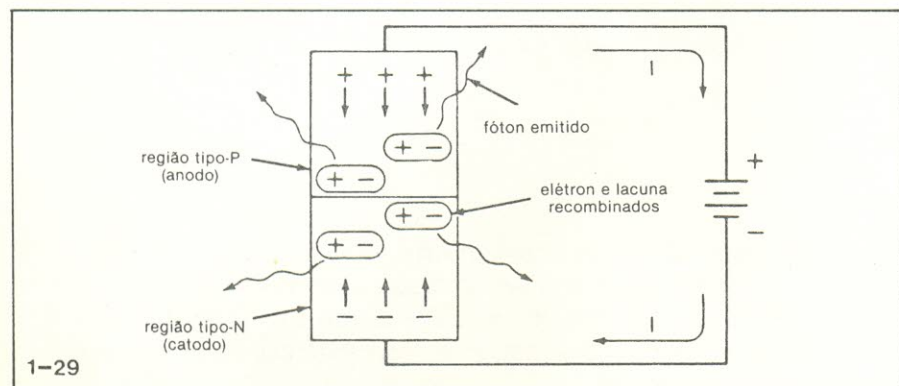 + + +
fóton emitido
região tipo-P
(anodo)
+ −
+ −
elétron e lacuna
recombinados
+ −
+ −
região tipo-N
(catodo)
− − −
I
+
−
I
1-29